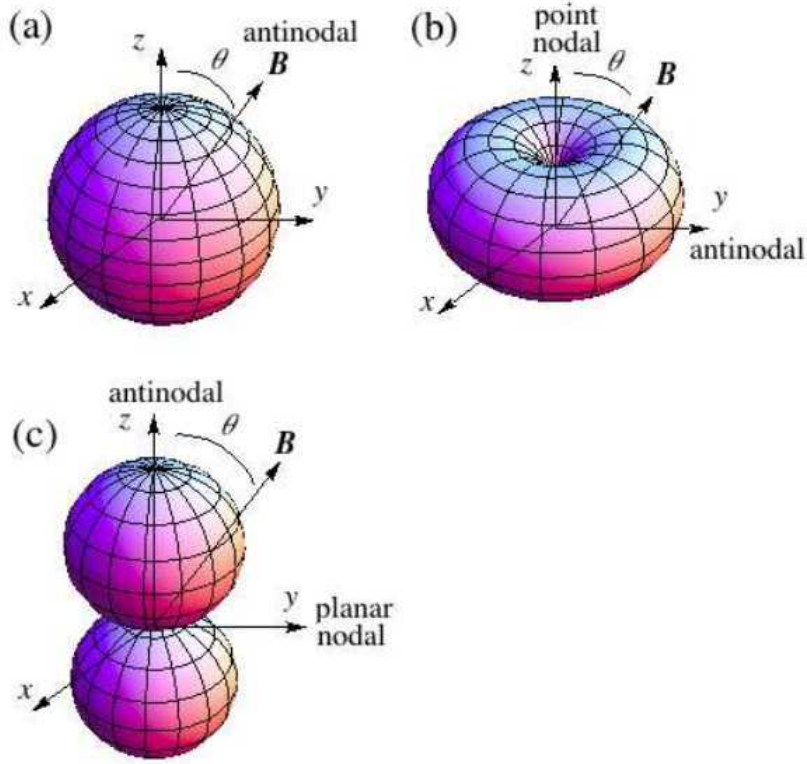 (a)
z
θ
antinodal
B
y
x
(b)
point
nodal
z
θ
B
y
antinodal
x
(c)
antinodal
z
θ
B
y
planar
nodal
x